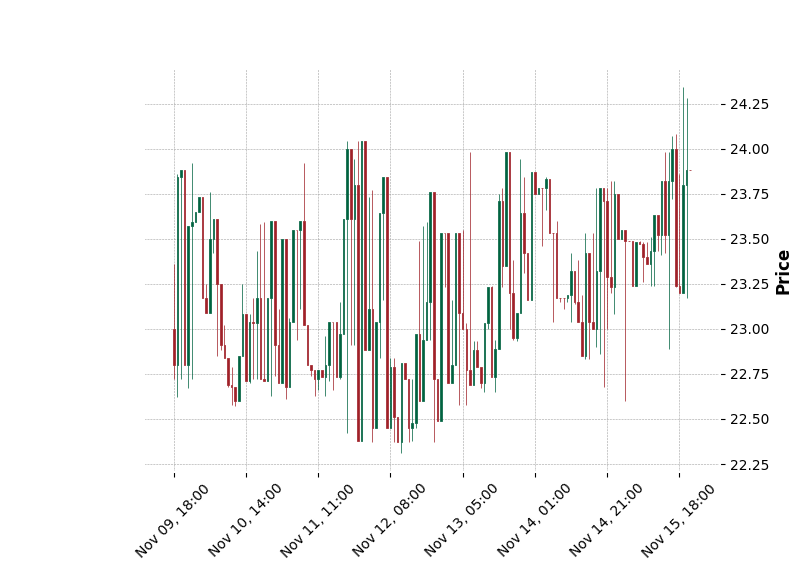 24.25
24.00
23.75
23.50
23.25
23.00
22.75
22.50
22.25
Price
Nov 09, 18:00
Nov 10, 14:00
Nov 11, 11:00
Nov 12, 08:00
Nov 13, 05:00
Nov 14, 01:00
Nov 14, 21:00
Nov 15, 18:00